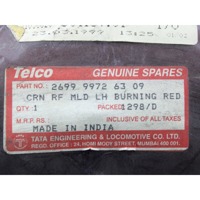 23.03.1999 13:25
Telco GENUINE SPARES
PART NO.: 2699 9972 63 09
CRN RF MLD LH BURNING RED
QTY. 1 PACKED: 298/D
M.R.P. RS. INCLUSIVE OF ALL TAXES
MADE IN INDIA
TATA ENGINEERING & LOCOMOTIVE CO. LTD.
REGD OFFICE : 24, HOMI MODY STREET, MUMBAI 400 001.